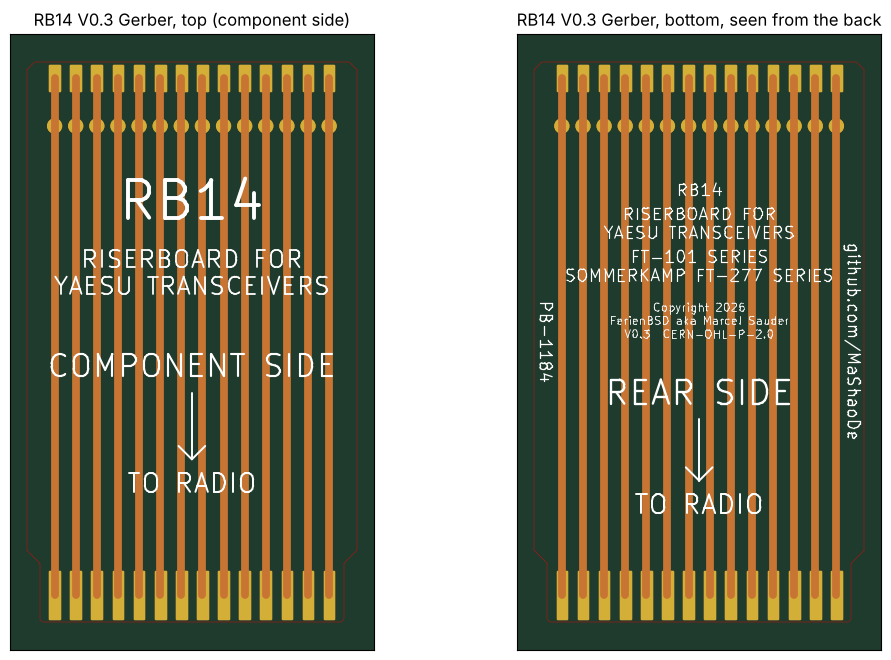 RB14 V0.3 Gerber, top (component side)
RB14
RISERBOARD FOR
YAESU TRANSCEIVERS
COMPONENT SIDE
TO RADIO
RB14 V0.3 Gerber, bottom, seen from the back
RB14
RISERBOARD FOR
YAESU TRANSCEIVERS
FT-101 SERIES
SOMMERKAMP FT-277 SERIES
Copyright 2026
FerienBSD aka Marcel Sauder
V0.3 CERN-OHL-P-2.0
REAR SIDE
TO RADIO
PB-1184
github.com/MaShaoDe